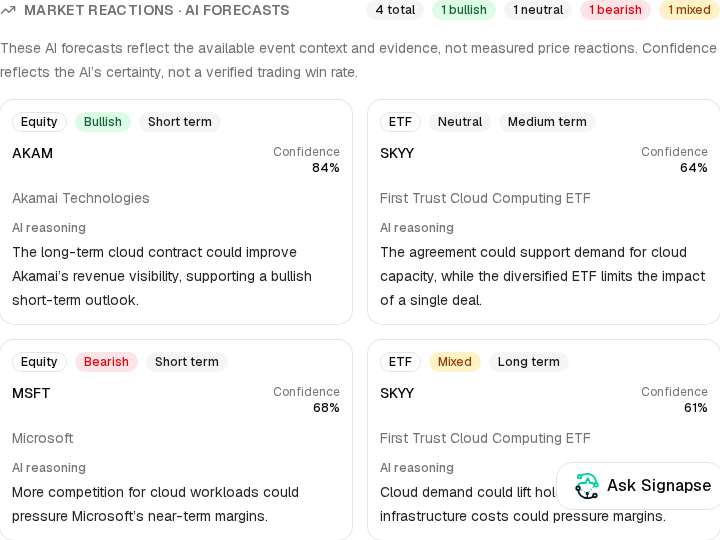 MARKET REACTIONS · AI FORECASTS
4 total 1 bullish 1 neutral 1 bearish 1 mixed
These AI forecasts reflect the available event context and evidence, not measured price reactions. Confidence
reflects the AI's certainty, not a verified trading win rate.
Equity Bullish Short term
AKAM Confidence
84%
Akamai Technologies
AI reasoning
The long-term cloud contract could improve
Akamai's revenue visibility, supporting a bullish
short-term outlook.
ETF Neutral Medium term
SKYY Confidence
64%
First Trust Cloud Computing ETF
AI reasoning
The agreement could support demand for cloud
capacity, while the diversified ETF limits the impact
of a single deal.
Equity Bearish Short term
MSFT Confidence
68%
Microsoft
AI reasoning
More competition for cloud workloads could
pressure Microsoft's near-term margins.
ETF Mixed Long term
SKYY Confidence
61%
First Trust Cloud Computing ETF
AI reasoning
Cloud demand could lift
infrastructure costs could pressure margins.
Ask Signapse